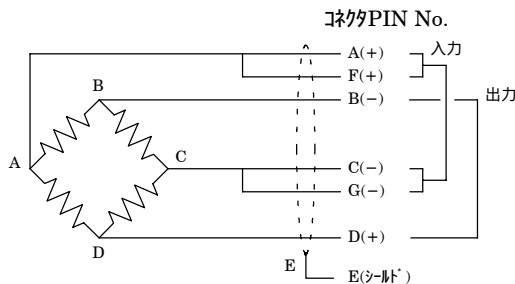 ｺﾈｸﾀPIN No.
A(+)
入力
F(+)
B
B(−)
出力
A
C
C(−)
G(−)
D
D(+)
E
E(ｼｰﾙﾄﾞ)